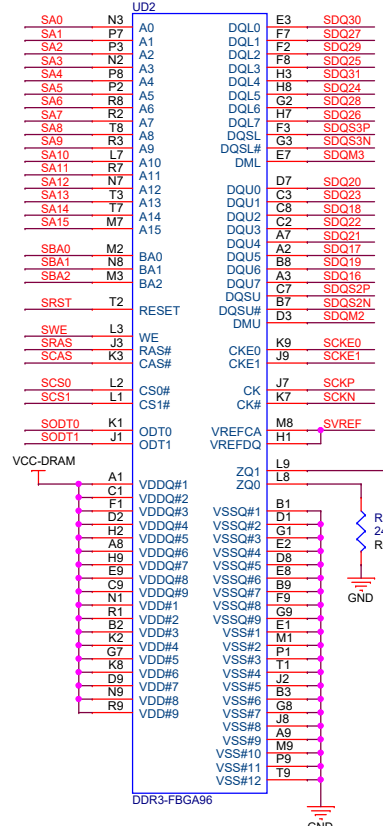 UD2
SA0 N3 A0 DQL0 E3 SDQ30
SA1 P7 A1 DQL1 F7 SDQ27
SA2 P3 A2 DQL2 F2 SDQ29
SA3 N2 A3 DQL3 F8 SDQ25
SA4 P8 A4 DQL4 H3 SDQ31
SA5 P2 A5 DQL5 H8 SDQ24
SA6 R8 A6 DQL6 G2 SDQ28
SA7 R2 A7 DQL7 H7 SDQ26
SA8 T8 A8 DQSL F3 SDQS3P
SA9 R3 A9 DQSL# G3 SDQS3N
SA10 L7 A10 DML E7 SDQM3
SA11 R7 A11
SA12 N7 A12 DQU0 D7 SDQ20
SA13 T3 A13 DQU1 C3 SDQ23
SA14 T7 A14 DQU2 C8 SDQ18
SA15 M7 A15 DQU3 C2 SDQ22
DQU4 A7 SDQ21
SBA0 M2 BA0 DQU5 A2 SDQ17
SBA1 N8 BA1 DQU6 B8 SDQ19
SBA2 M3 BA2 DQU7 A3 SDQ16
DQSU C7 SDQS2P
SRST T2 RESET DQSU# B7 SDQS2N
DMU D3 SDQM2
SWE L3 WE
SRAS J3 RAS# CKE0 K9 SCKE0
SCAS K3 CAS# CKE1 J9 SCKE1
SCS0 L2 CS0# CK J7 SCKP
SCS1 L1 CS1# CK# K7 SCKN
SODT0 K1 ODT0 VREFCA M8 SVREF
SODT1 J1 ODT1 VREFDQ H1
VCC-DRAM
ZQ1 L9
A1 VDDQ#1 ZQ0 L8
C1 VDDQ#2
F1 VDDQ#3 VSSQ#1 B1
D2 VDDQ#4 VSSQ#2 D1
H2 VDDQ#5 VSSQ#3 G1
A8 VDDQ#6 VSSQ#4 E2
H9 VDDQ#7 VSSQ#5 D8
E9 VDDQ#8 VSSQ#6 E8
C9 VDDQ#9 VSSQ#7 B9
N1 VDD#1 VSSQ#8 F9
R1 VDD#2 VSSQ#9 G9
B2 VDD#3 VSS#1 E1
K2 VDD#4 VSS#2 M1
G7 VDD#5 VSS#3 P1
K8 VDD#6 VSS#4 T1
D9 VDD#7 VSS#5 J2
N9 VDD#8 VSS#6 B3
R9 VDD#9 VSS#7 G8
VSS#8 J8
VSS#9 A9
VSS#10 M9
VSS#11 P9
VSS#12 T9
R
24
R
GND
DDR3-FBGA96
GND